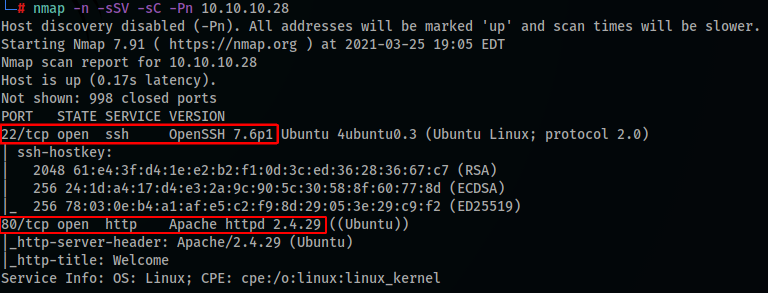 └─# nmap -n -sSV -sC -Pn 10.10.10.28
Host discovery disabled (-Pn). All addresses will be marked 'up' and scan times will be slower.
Starting Nmap 7.91 ( https://nmap.org ) at 2021-03-25 19:05 EDT
Nmap scan report for 10.10.10.28
Host is up (0.17s latency).
Not shown: 998 closed ports
PORT   STATE SERVICE VERSION
22/tcp open  ssh     OpenSSH 7.6p1 Ubuntu 4ubuntu0.3 (Ubuntu Linux; protocol 2.0)
| ssh-hostkey:
|   2048 61:e4:3f:d4:1e:e2:b2:f1:0d:3c:ed:36:28:36:67:c7 (RSA)
|   256 24:1d:a4:17:d4:e3:2a:9c:90:5c:30:58:8f:60:77:8d (ECDSA)
|_  256 78:03:0e:b4:a1:af:e5:c2:f9:8d:29:05:3e:29:c9:f2 (ED25519)
80/tcp open  http    Apache httpd 2.4.29 ((Ubuntu))
|_http-server-header: Apache/2.4.29 (Ubuntu)
|_http-title: Welcome
Service Info: OS: Linux; CPE: cpe:/o:linux:linux_kernel